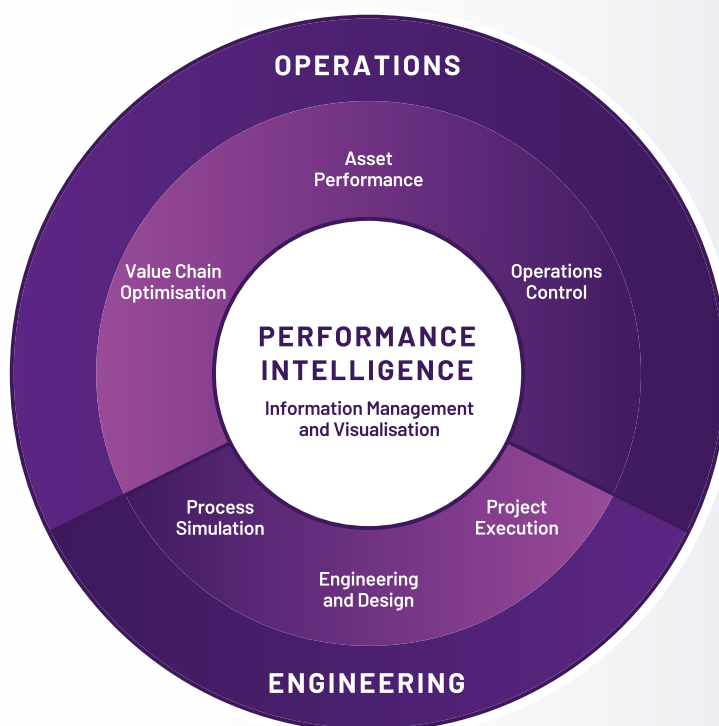 OPERATIONS
Asset
Performance
Value Chain
Optimisation
Operations
Control
PERFORMANCE
INTELLIGENCE
Information Management
and Visualisation
Process
Simulation
Project
Execution
Engineering
and Design
ENGINEERING